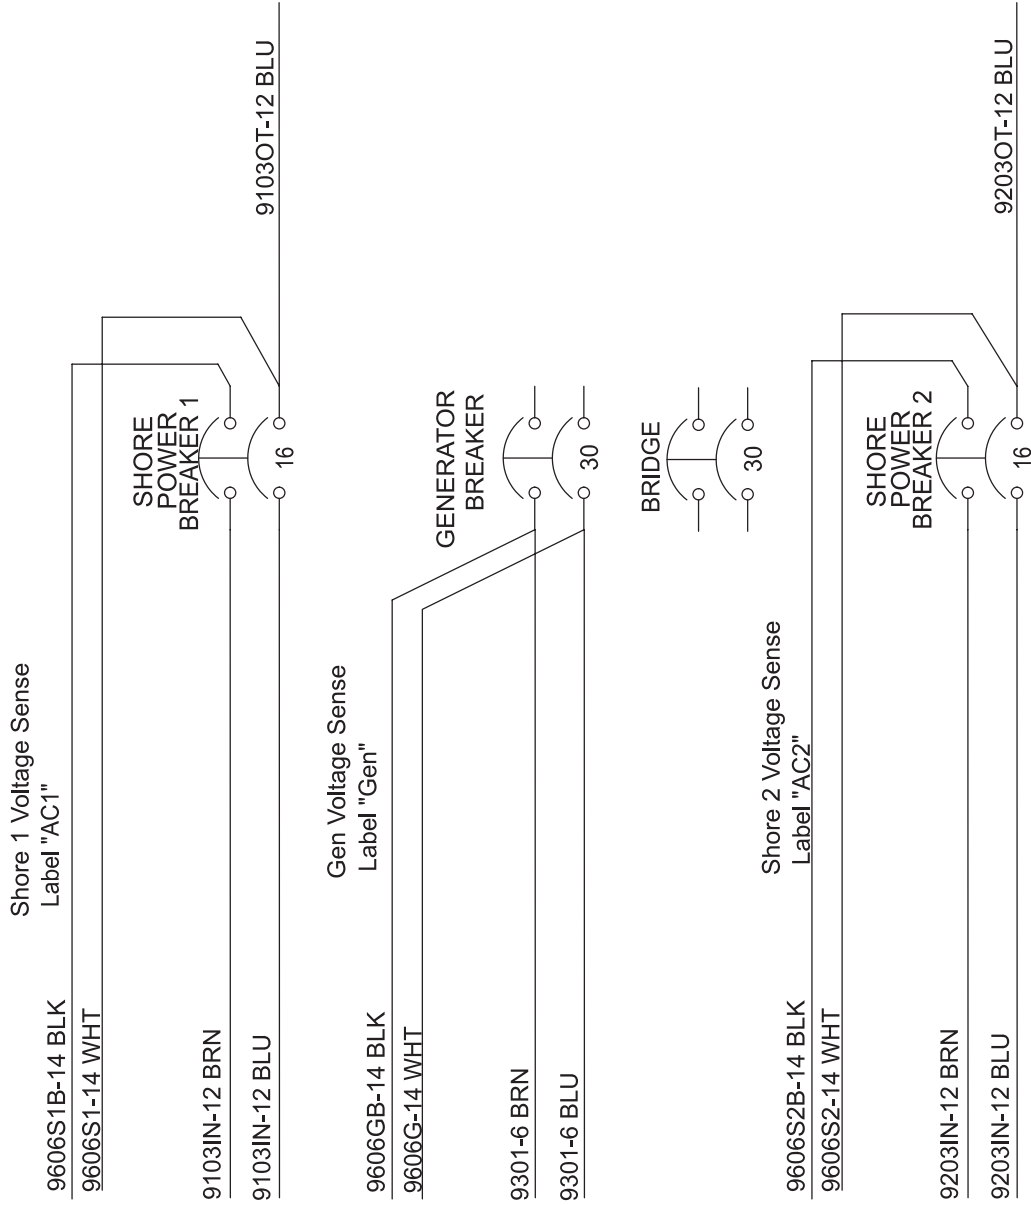 Shore 1 Voltage Sense
Label "AC1"
9606S1B-14 BLK
9606S1-14 WHT
SHORE
POWER
BREAKER 1
9103IN-12 BRN
9103OT-12 BLU
9103IN-12 BLU
16
Gen Voltage Sense
Label "Gen"
9606GB-14 BLK
9606G-14 WHT
GENERATOR
BREAKER
9301-6 BRN
9301-6 BLU
30
BRIDGE
30
Shore 2 Voltage Sense
Label "AC2"
9606S2B-14 BLK
9606S2-14 WHT
SHORE
POWER
BREAKER 2
9203IN-12 BRN
9203OT-12 BLU
9203IN-12 BLU
16